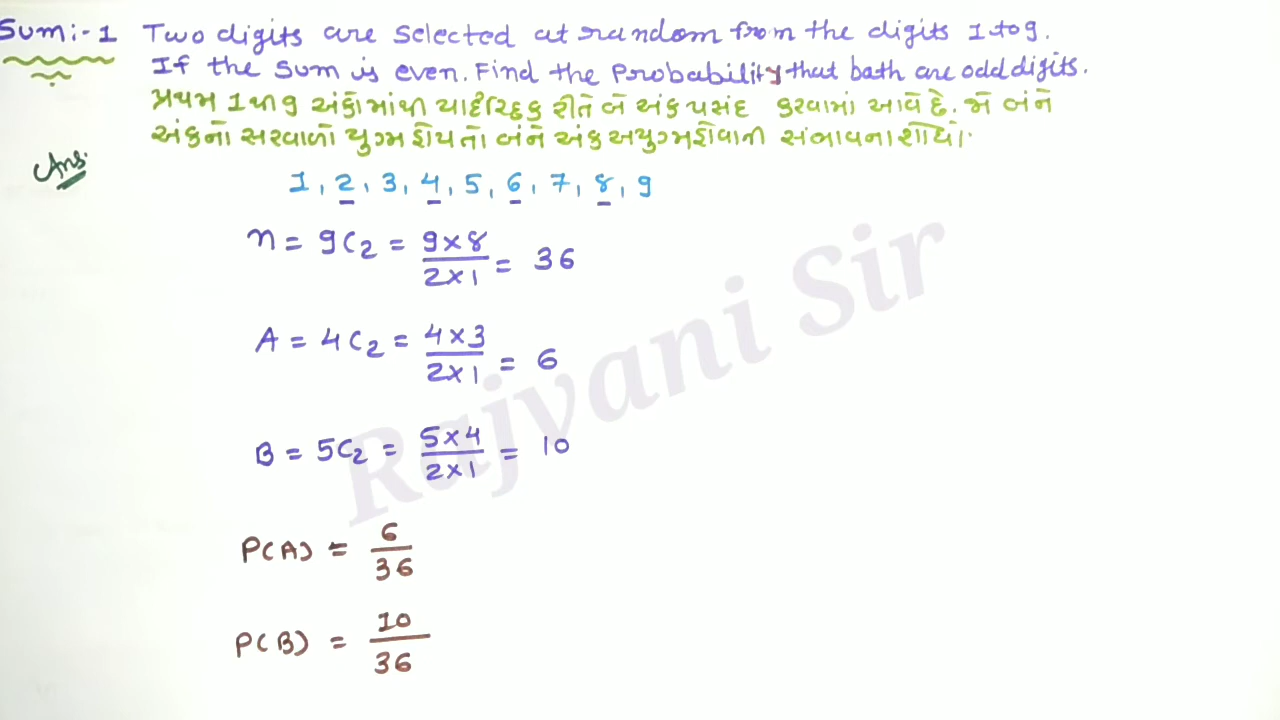 Sum:- 1 Two digits are selected at random from the digits 1 to 9.
If the sum is even. Find the Probability that bath are odd digits.
પ્રથમ 1 થી 9 અંકોમાંથી યાદૅચ્છિક રીતે બે અંક પસંદ કરવામાં આવે છે. જો બંને
અંકનો સરવાળો યુગ્મ હોય તો બંને અંક અયુગ્મ હોવાની સંભાવના શોધો.
Ans:
1, 2, 3, 4, 5, 6, 7, 8, 9
n = 9C2 = 9×8 / 2×1 = 36
A = 4C2 = 4×3 / 2×1 = 6
B = 5C2 = 5×4 / 2×1 = 10
P(A) = 6/36
P(B) = 10/36
Rajvani Sir